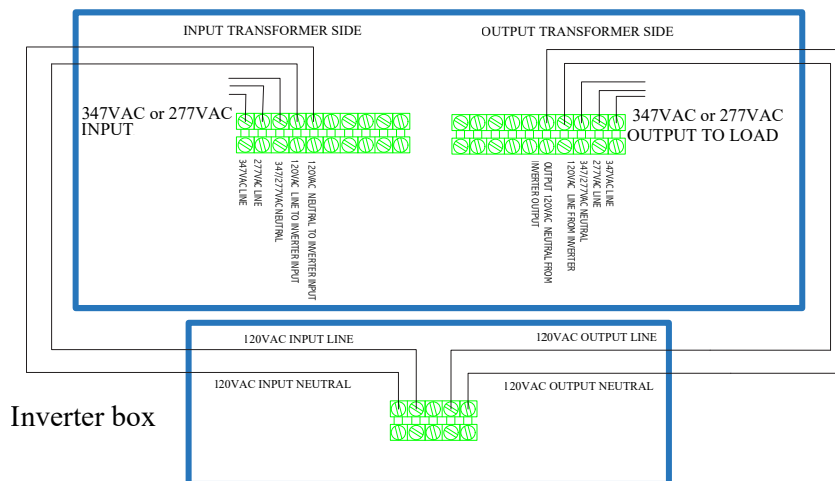 INPUT TRANSFORMER SIDE
OUTPUT TRANSFORMER SIDE
347VAC or 277VAC
INPUT
347VAC or 277VAC
OUTPUT TO LOAD
347VAC LINE
277VAC LINE
347/277VAC NEUTRAL
120VAC LINE TO INVERTER INPUT
120VAC NEUTRAL TO INVERTER INPUT
INVERTER OUTPUT
OUTPUT 120VAC NEUTRAL FROM
120VAC LINE FROM INVERTER
347/277VAC NEUTRAL
277VAC LINE
347VAC LINE
120VAC INPUT LINE
120VAC OUTPUT LINE
120VAC INPUT NEUTRAL
120VAC OUTPUT NEUTRAL
Inverter box